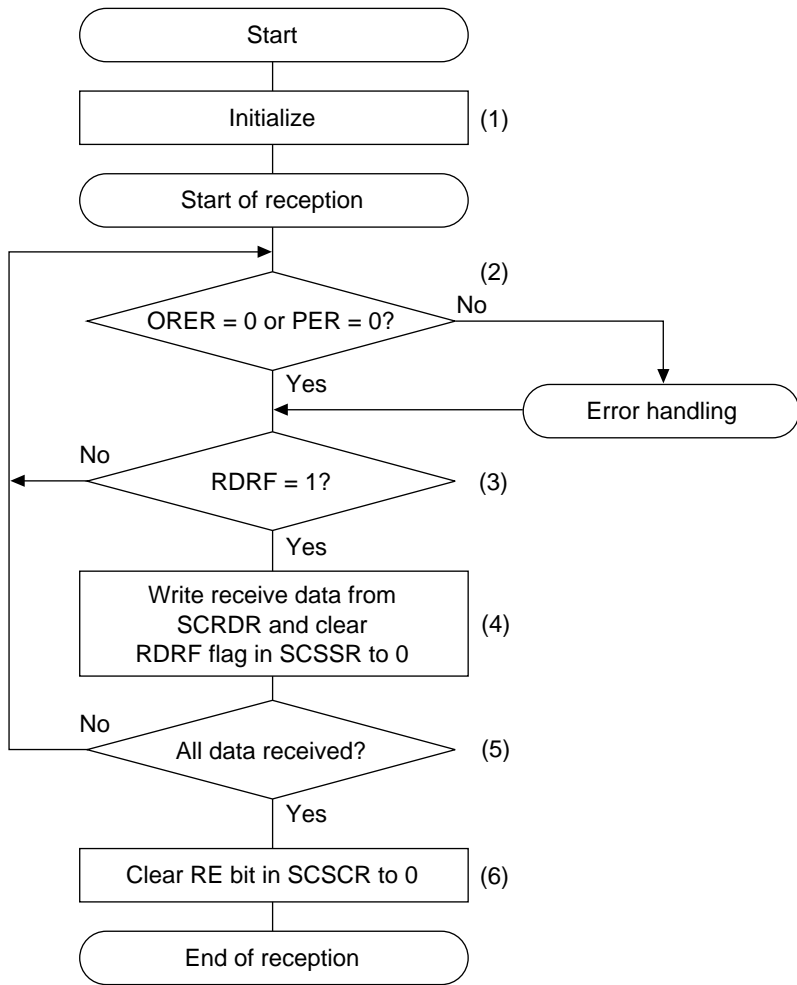 Start
Initialize
(1)
Start of reception
(2)
ORER = 0 or PER = 0?
No
Yes
Error handling
No
RDRF = 1?
(3)
Yes
Write receive data from
SCRDR and clear
RDRF flag in SCSSR to 0
(4)
No
All data received?
(5)
Yes
Clear RE bit in SCSCR to 0
(6)
End of reception